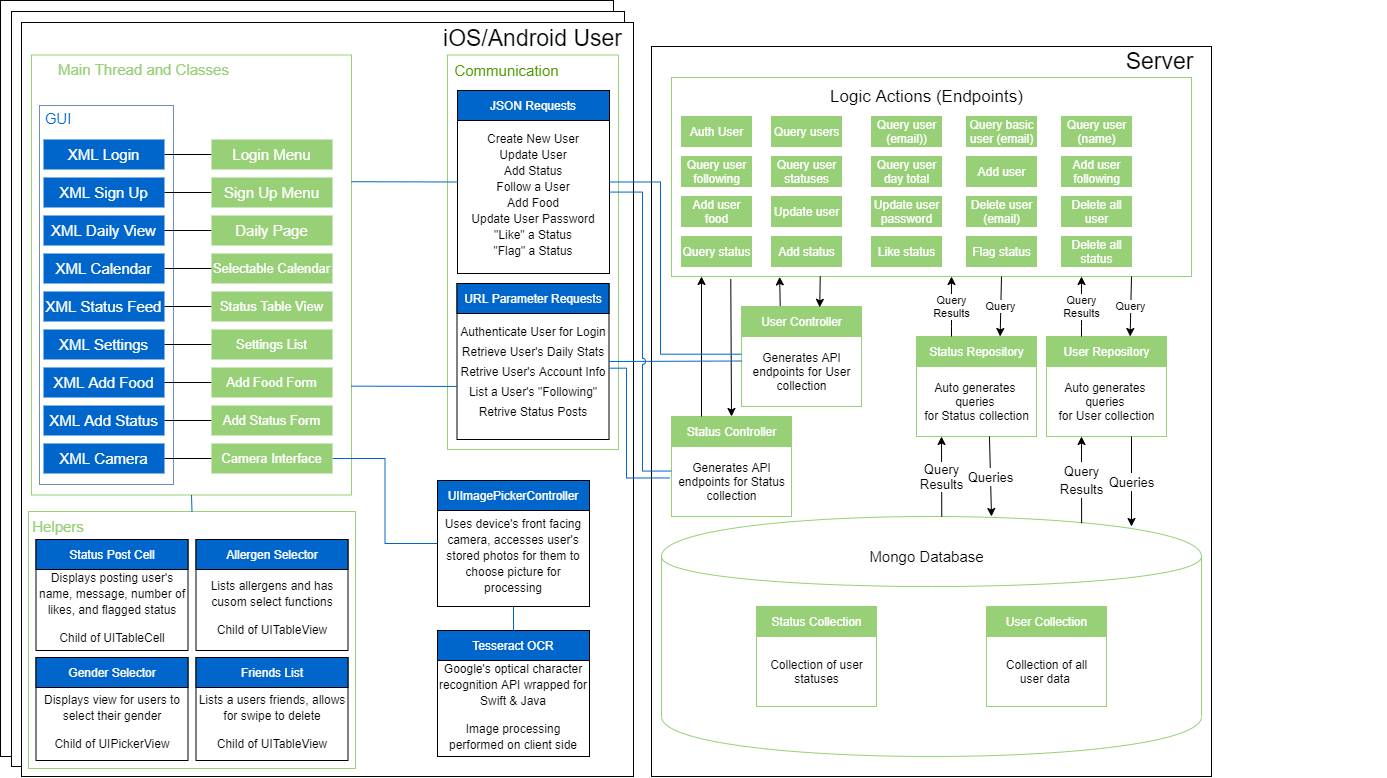 iOS/Android User
Main Thread and Classes
GUI
XML Login
Login Menu
XML Sign Up
Sign Up Menu
XML Daily View
Daily Page
XML Calendar
Selectable Calendar
XML Status Feed
Status Table View
XML Settings
Settings List
XML Add Food
Add Food Form
XML Add Status
Add Status Form
XML Camera
Camera Interface
Helpers
Status Post Cell
Displays posting user's
name, message, number of
likes, and flagged status
Child of UITableCell
Allergen Selector
Lists allergens and has
cusom select functions
Child of UITableView
Gender Selector
Displays view for users to
select their gender
Child of UIPickerView
Friends List
Lists a users friends, allows
for swipe to delete
Child of UITableView
Communication
JSON Requests
Create New User
Update User
Add Status
Follow a User
Add Food
Update User Password
"Like" a Status
"Flag" a Status
URL Parameter Requests
Authenticate User for Login
Retrieve User's Daily Stats
Retrive User's Account Info
List a User's "Following"
Retrive Status Posts
UIImagePickerController
Uses device's front facing
camera, accesses user's
stored photos for them to
choose picture for
processing
Tesseract OCR
Google's optical character
recognition API wrapped for
Swift & Java
Image processing
performed on client side
Server
Logic Actions (Endpoints)
Auth User
Query users
Query user
(email))
Query basic
user (email)
Query user
(name)
Query user
following
Query user
statuses
Query user
day total
Add user
Add user
following
Add user
food
Update user
Update user
password
Delete user
(email)
Delete all
user
Query status
Add status
Like status
Flag status
Delete all
status
Query
Results
Query
Query
Results
Query
User Controller
Generates API
endpoints for User
collection
Status Controller
Generates API
endpoints for Status
collection
Status Repository
Auto generates
queries
for Status collection
User Repository
Auto generates
queries
for User collection
Query
Results
Queries
Query
Results
Queries
Mongo Database
Status Collection
Collection of user
statuses
User Collection
Collection of all
user data